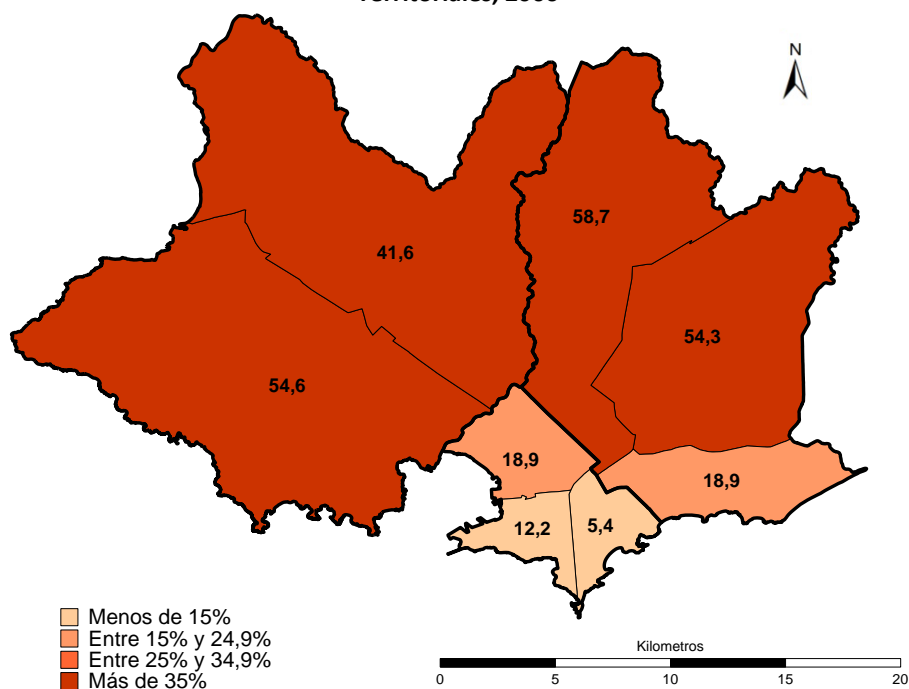 N
58,7
41,6
54,3
54,6
18,9
18,9
12,2
5,4
Menos de 15%
Entre 15% y 24,9%
Entre 25% y 34,9%
Más de 35%
Kilometros
0 5 10 15 20